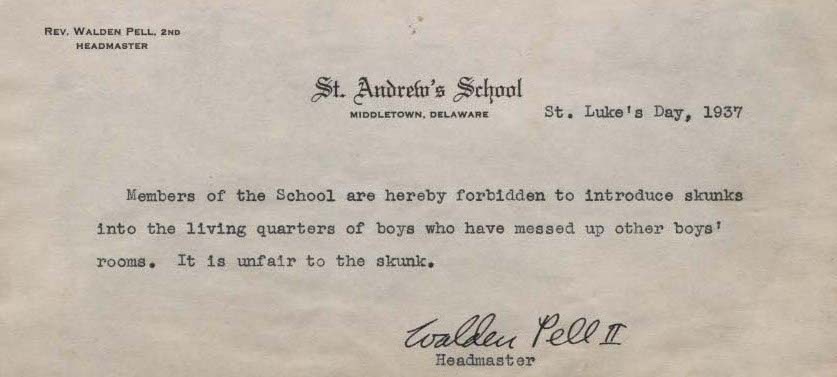 REV. WALDEN PELL, 2ND
HEADMASTER
St. Andrew's School
MIDDLETOWN, DELAWARE
St. Luke's Day, 1937
Members of the School are hereby forbidden to introduce skunks
into the living quarters of boys who have messed up other boys'
rooms. It is unfair to the skunk.
Walden Pell II
Headmaster